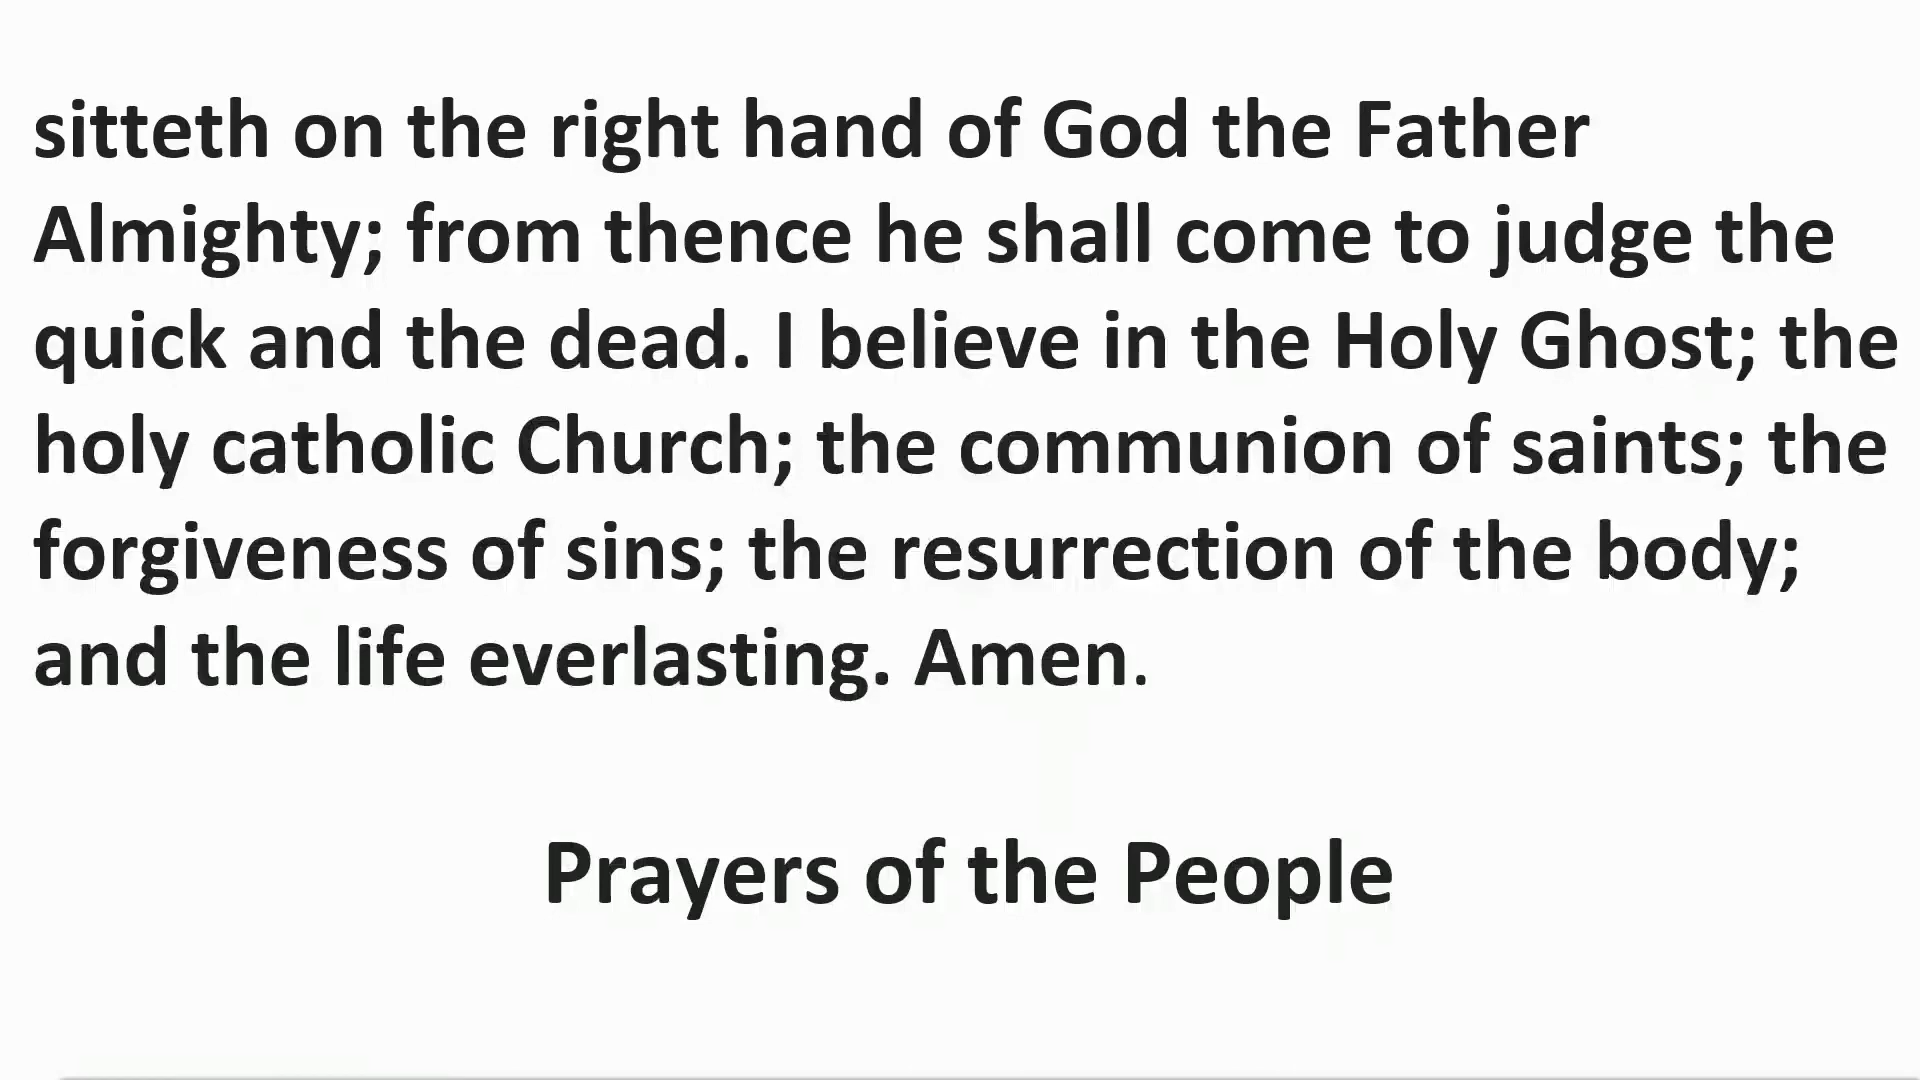 sitteth on the right hand of God the Father
Almighty; from thence he shall come to judge the
quick and the dead. I believe in the Holy Ghost; the
holy catholic Church; the communion of saints; the
forgiveness of sins; the resurrection of the body;
and the life everlasting. Amen.
Prayers of the People